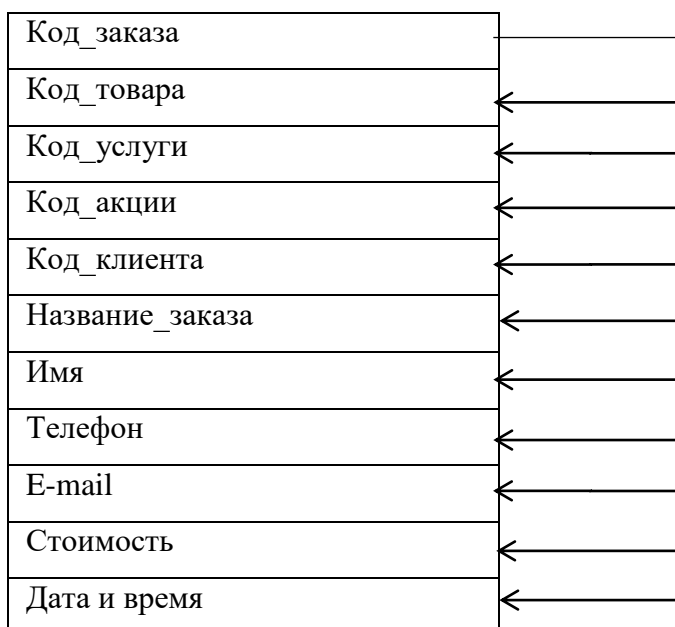 Код_заказа
Код_товара
Код_услуги
Код_акции
Код_клиента
Название_заказа
Имя
Телефон
E-mail
Стоимость
Дата и время